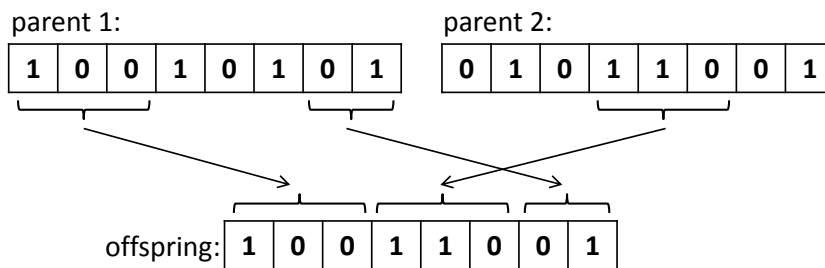 parent 1: parent 2:
1 0 0 1 0 1 0 1 0 1 0 1 1 0 0 1
offspring: 1 0 0 1 1 0 0 1